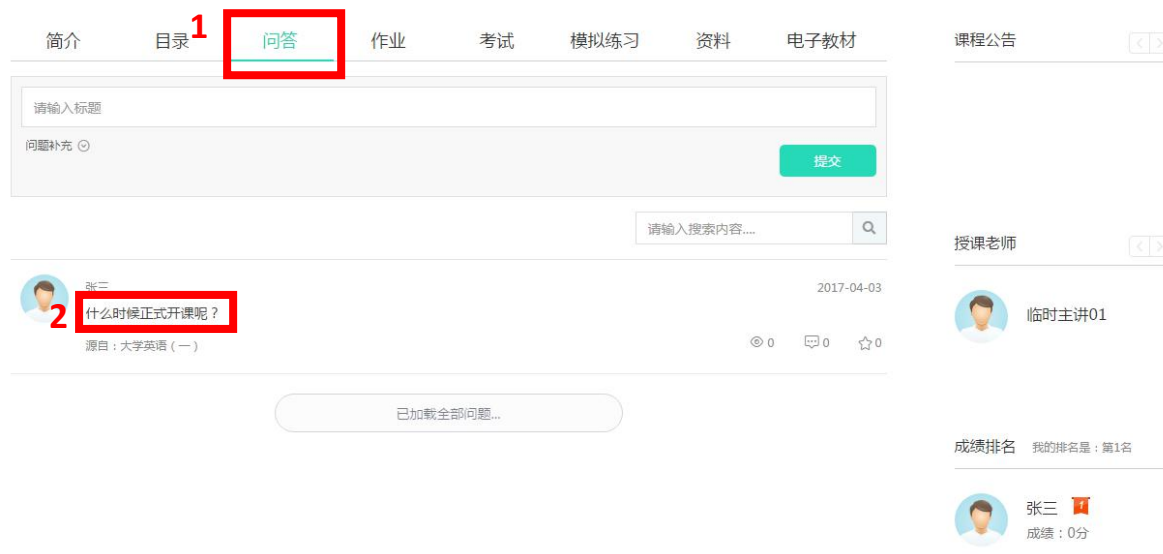 简介 目录 1 问答 作业 考试 模拟练习 资料 电子教材
请输入标题
问题补充
提交
请输入搜索内容....
张三 2017-04-03
2 什么时候正式开课呢？
源自：大学英语（一） 0 0 0
已加载全部问题...
课程公告
授课老师
临时主讲01
成绩排名 我的排名是：第1名
张三 1
成绩：0分